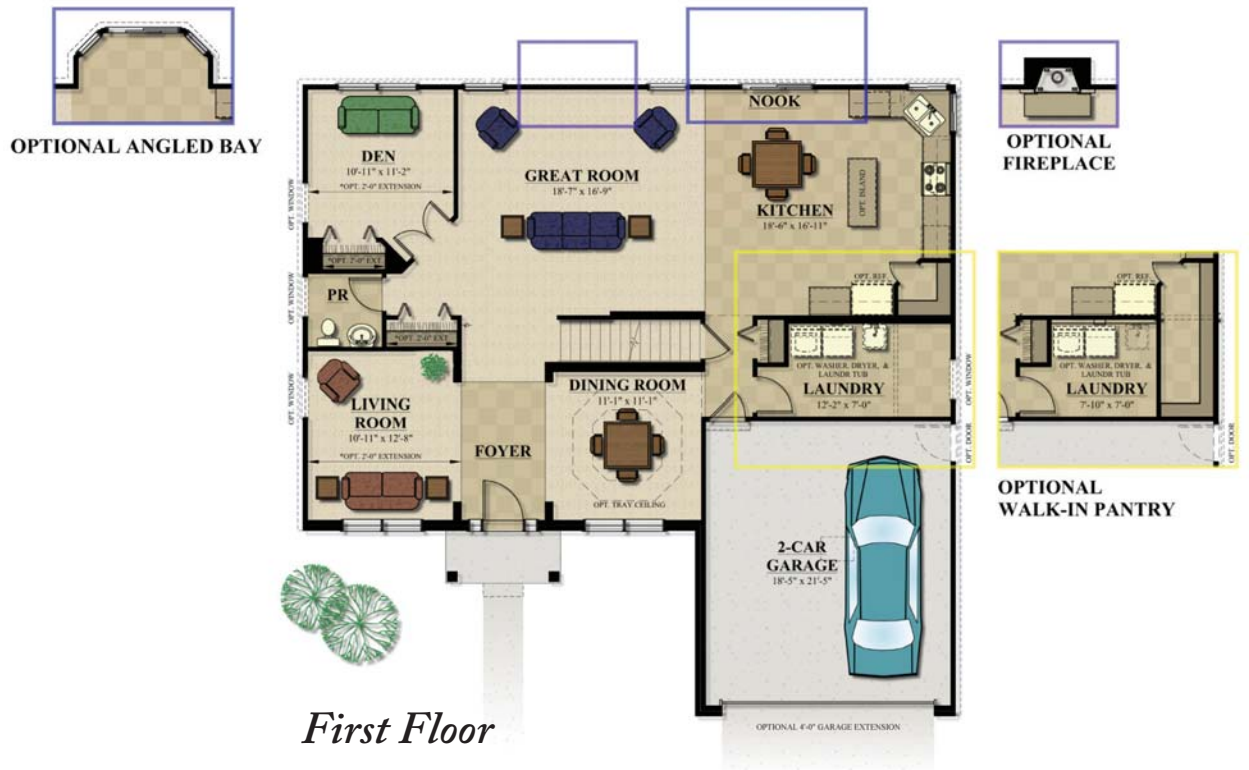 OPTIONAL ANGLED BAY
OPTIONAL
FIREPLACE
NOOK
DEN
10'-11" x 11'-2"
*OPT. 2'-0" EXTENSION
GREAT ROOM
18'-7" x 16'-9"
OPT. ISLAND
KITCHEN
18'-6" x 16'-11"
OPT. WINDOW
*OPT. 2'-0" EXT
OPT. REF.
OPT. REF.
OPT. WINDOW
PR
*OPT. 2'-0" EXT
OPT. WASHER, DRYER, &
LAUNDR TUB
LAUNDRY
12'-2" x 7'-0"
OPT. WINDOW
OPT. WASHER, DRYER, &
LAUNDR TUB
LAUNDRY
7'-10" x 7'-0"
OPT. WINDOW
LIVING
ROOM
10'-11" x 12'-8"
*OPT. 2'-0" EXTENSION
FOYER
DINING ROOM
11'-1" x 11'-1"
OPT. TRAY CEILING
OPT. DOOR
OPT. DOOR
OPTIONAL
WALK-IN PANTRY
2-CAR
GARAGE
18'-5" x 21'-5"
First Floor
OPTIONAL 4'-0" GARAGE EXTENSION